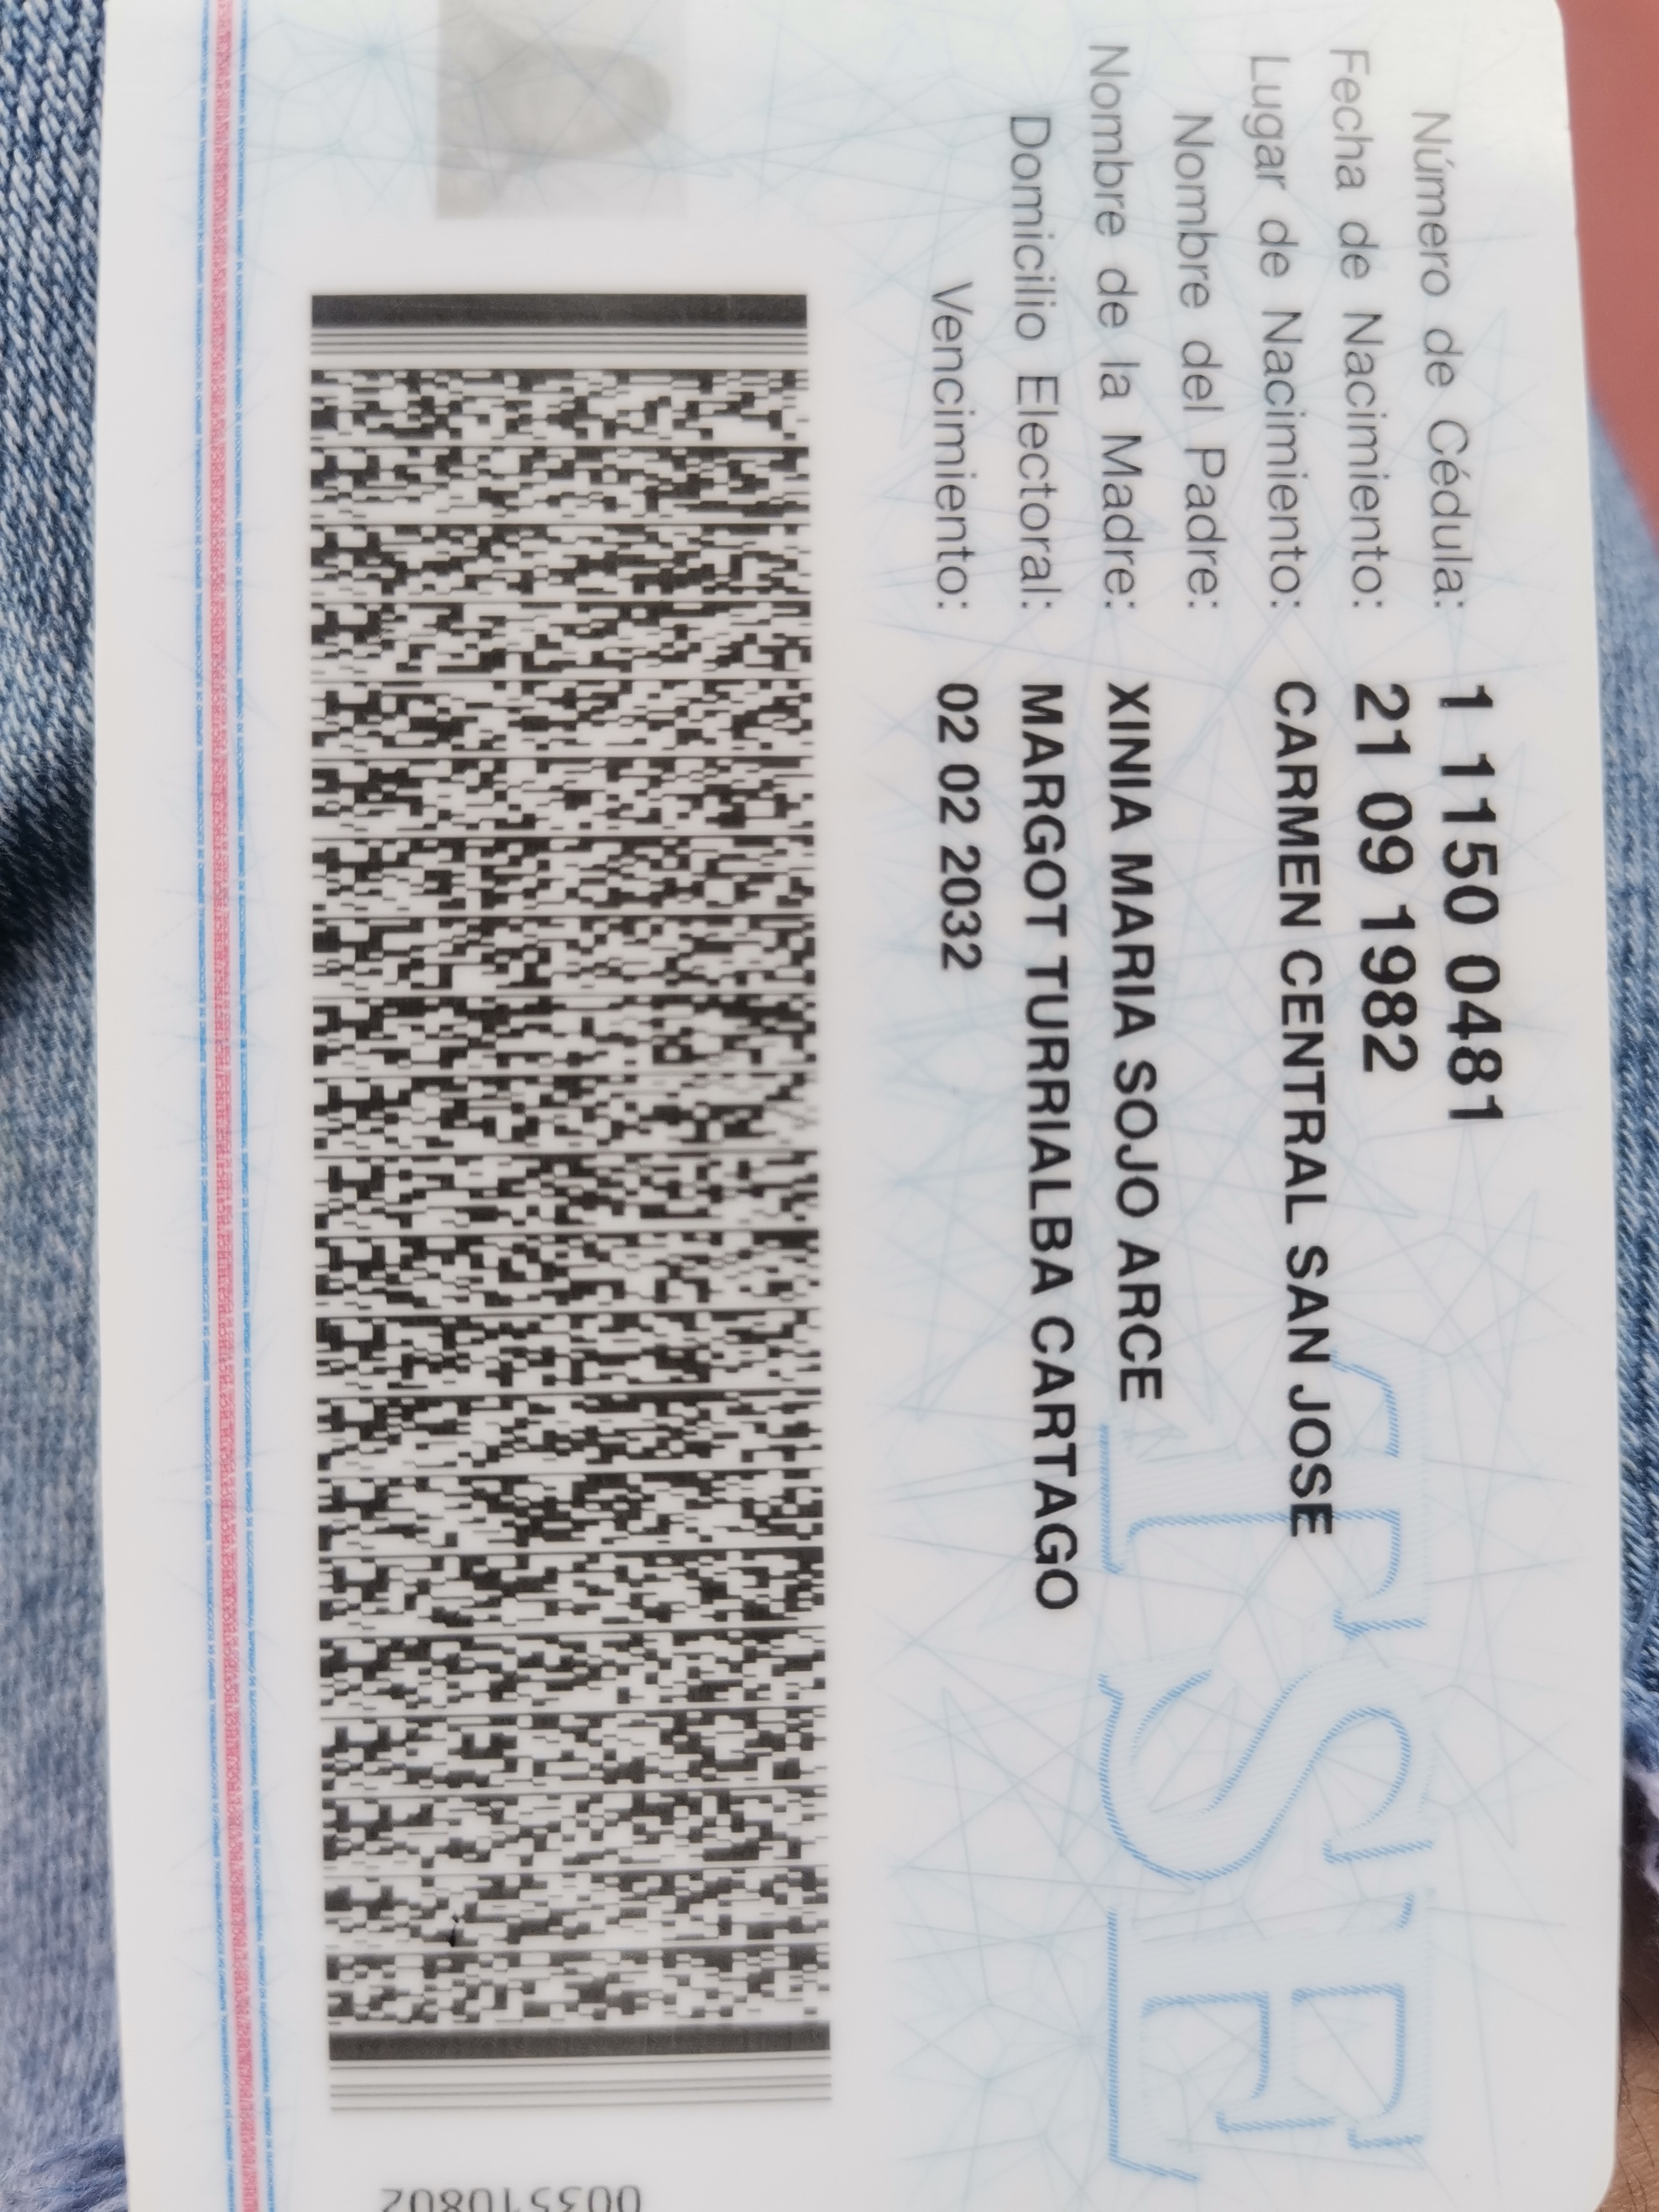 Número de Cédula: 1 1150 0481
Fecha de Nacimiento: 21 09 1982
Lugar de Nacimiento: CARMEN CENTRAL SAN JOSE
Nombre del Padre:
Nombre de la Madre: XINIA MARIA SOJO ARCE
Domicilio Electoral: MARGOT TURRIALBA CARTAGO
Vencimiento: 02 02 2032
TSE
003510802